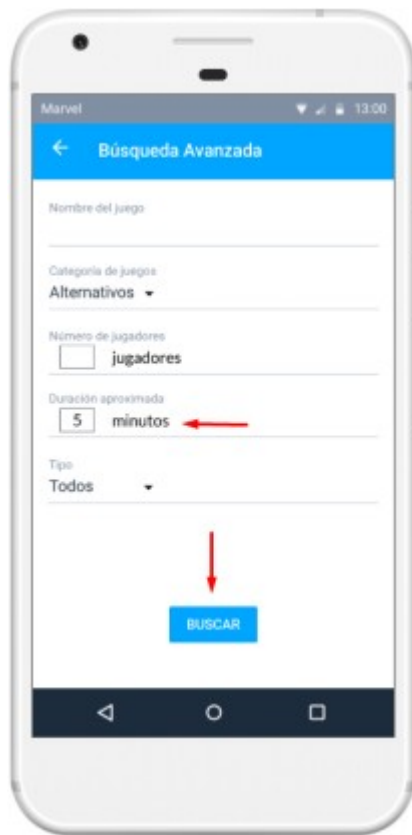 Marvel 13:00
Búsqueda Avanzada
Nombre del juego
Categoría de juegos
Alternativos
Número de jugadores
jugadores
Duración aproximada
5 minutos
Tipo
Todos
BUSCAR